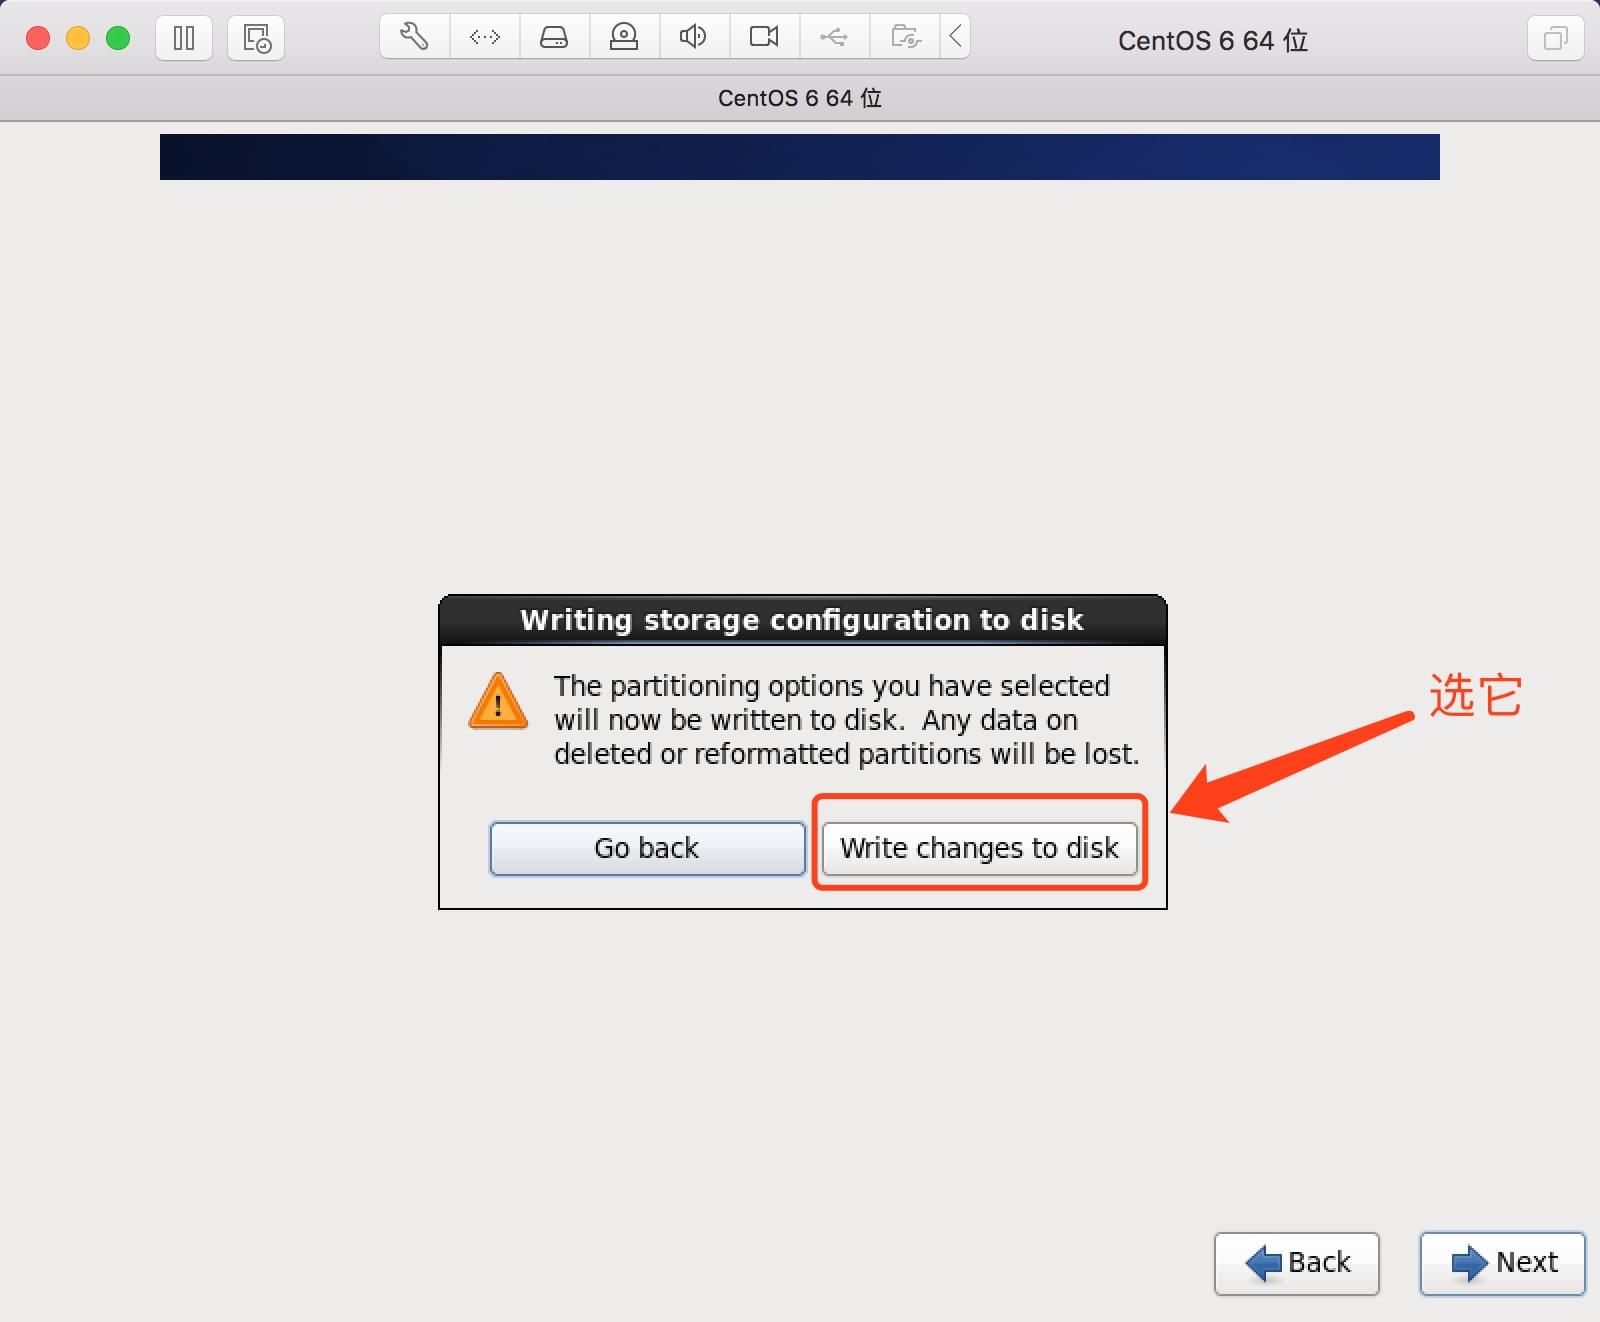 CentOS 6 64 位
CentOS 6 64 位
Writing storage configuration to disk
The partitioning options you have selected
will now be written to disk.  Any data on
deleted or reformatted partitions will be lost.
选它
Go back
Write changes to disk
Back
Next